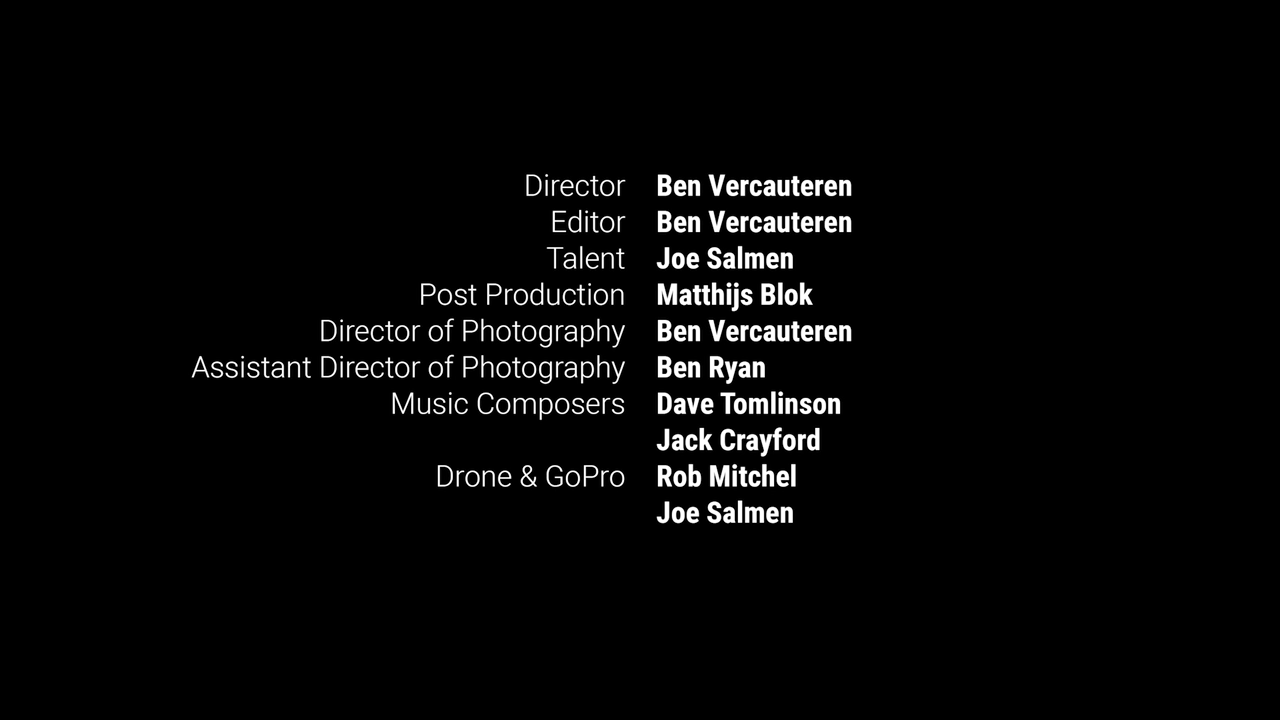 Director Ben Vercauteren
Editor Ben Vercauteren
Talent Joe Salmen
Post Production Matthijs Blok
Director of Photography Ben Vercauteren
Assistant Director of Photography Ben Ryan
Music Composers Dave Tomlinson
Jack Crayford
Drone & GoPro Rob Mitchel
Joe Salmen